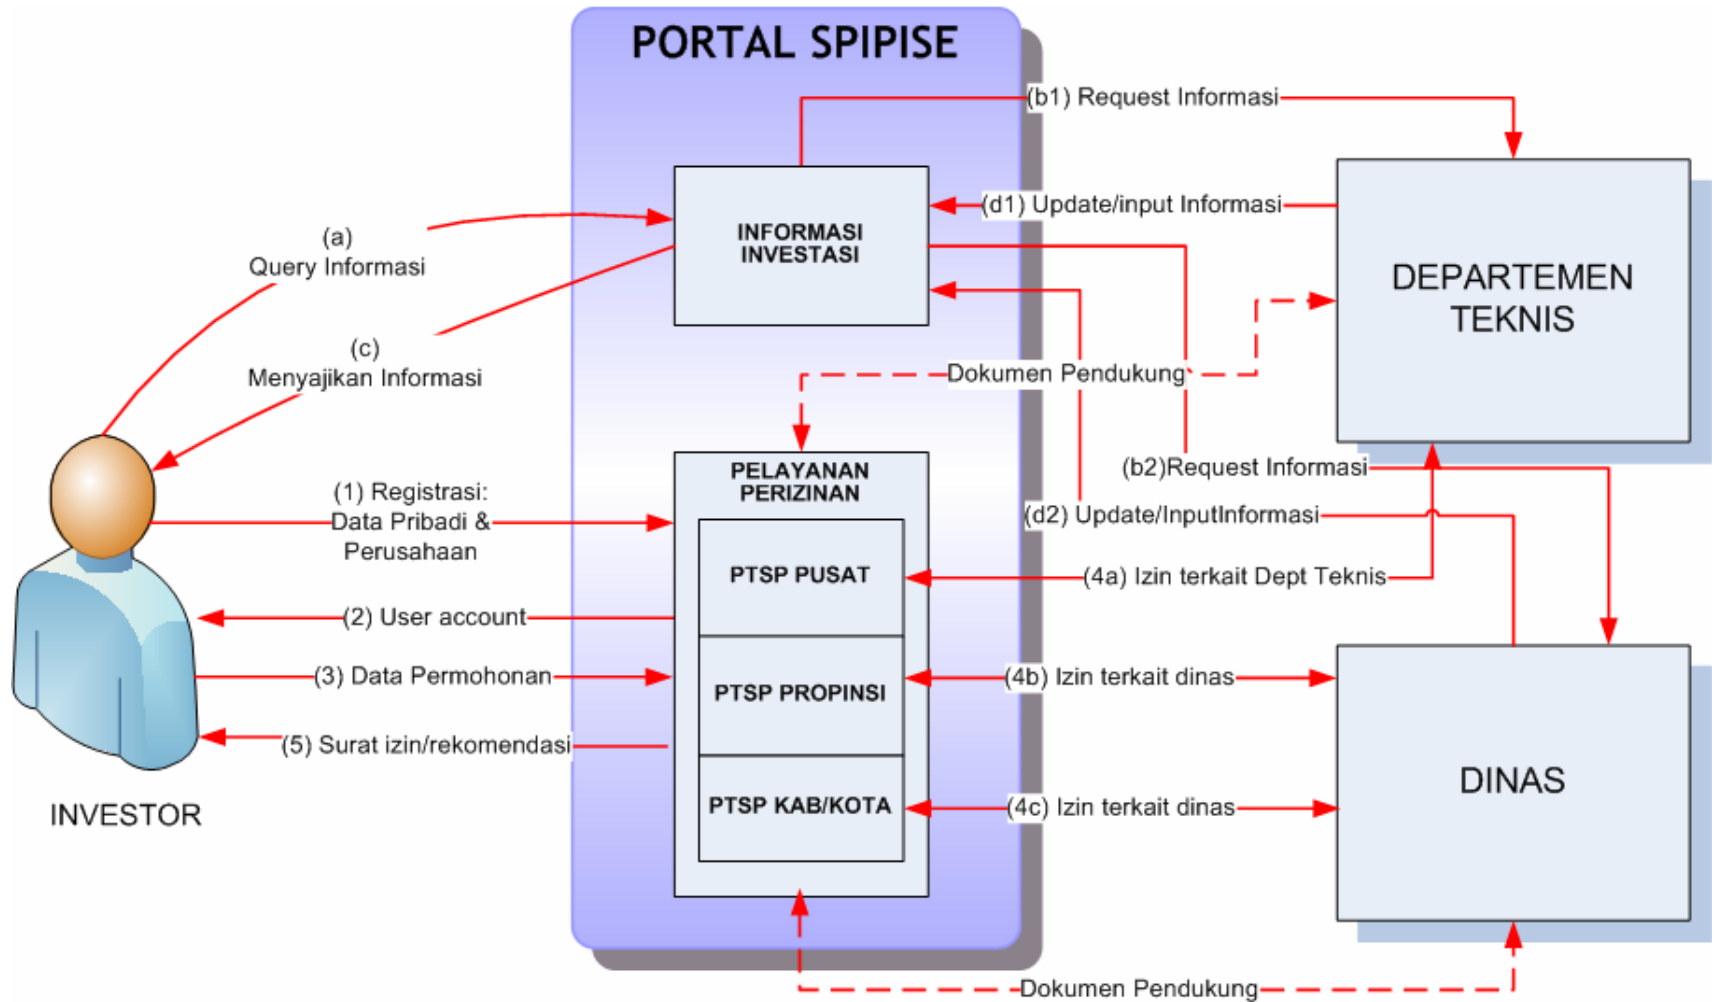 PORTAL SPIPISE
(b1) Request Informasi
(d1) Update/input Informasi
INFORMASI
INVESTASI
DEPARTEMEN
TEKNIS
(a)
Query Informasi
(c)
Menyajikan Informasi
Dokumen Pendukung
PELAYANAN
PERIZINAN
(b2)Request Informasi
(1) Registrasi:
Data Pribadi &
Perusahaan
(d2) Update/InputInformasi
PTSP PUSAT
(4a) Izin terkait Dept Teknis
(2) User account
(3) Data Permohonan
PTSP PROPINSI
(4b) Izin terkait dinas
(5) Surat izin/rekomendasi
DINAS
PTSP KAB/KOTA
(4c) Izin terkait dinas
INVESTOR
Dokumen Pendukung